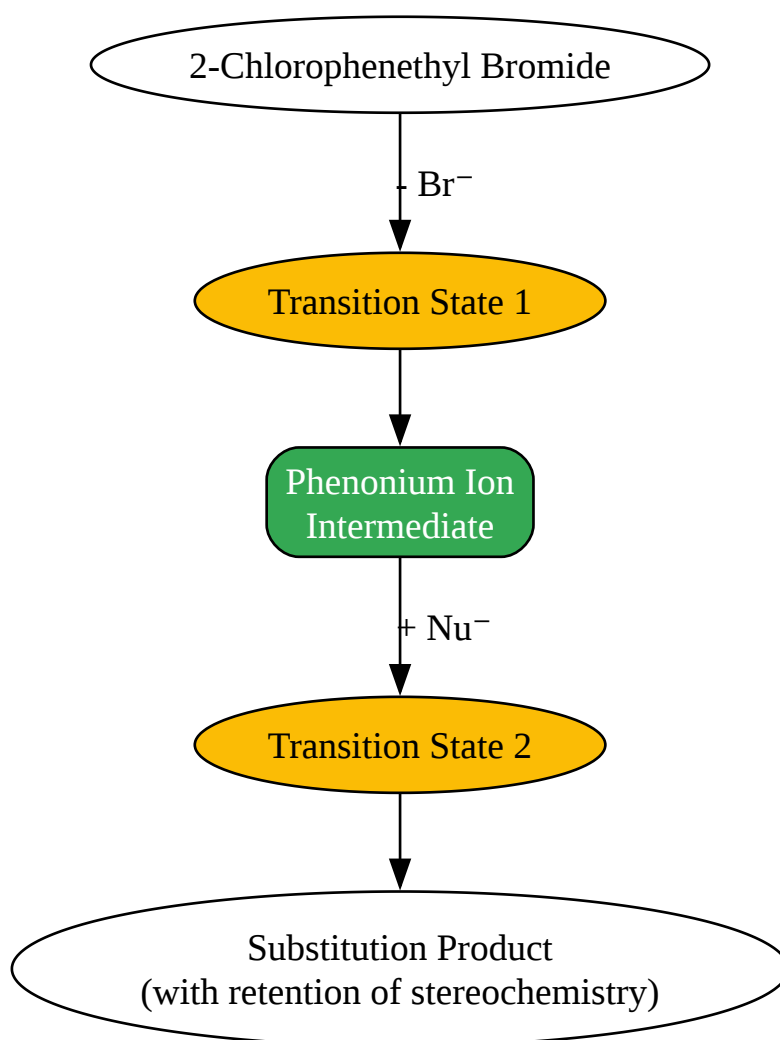 2-Chlorophenethyl Bromide
- Br⁻
Transition State 1
Phenonium Ion
Intermediate
+ Nu⁻
Transition State 2
Substitution Product
(with retention of stereochemistry)